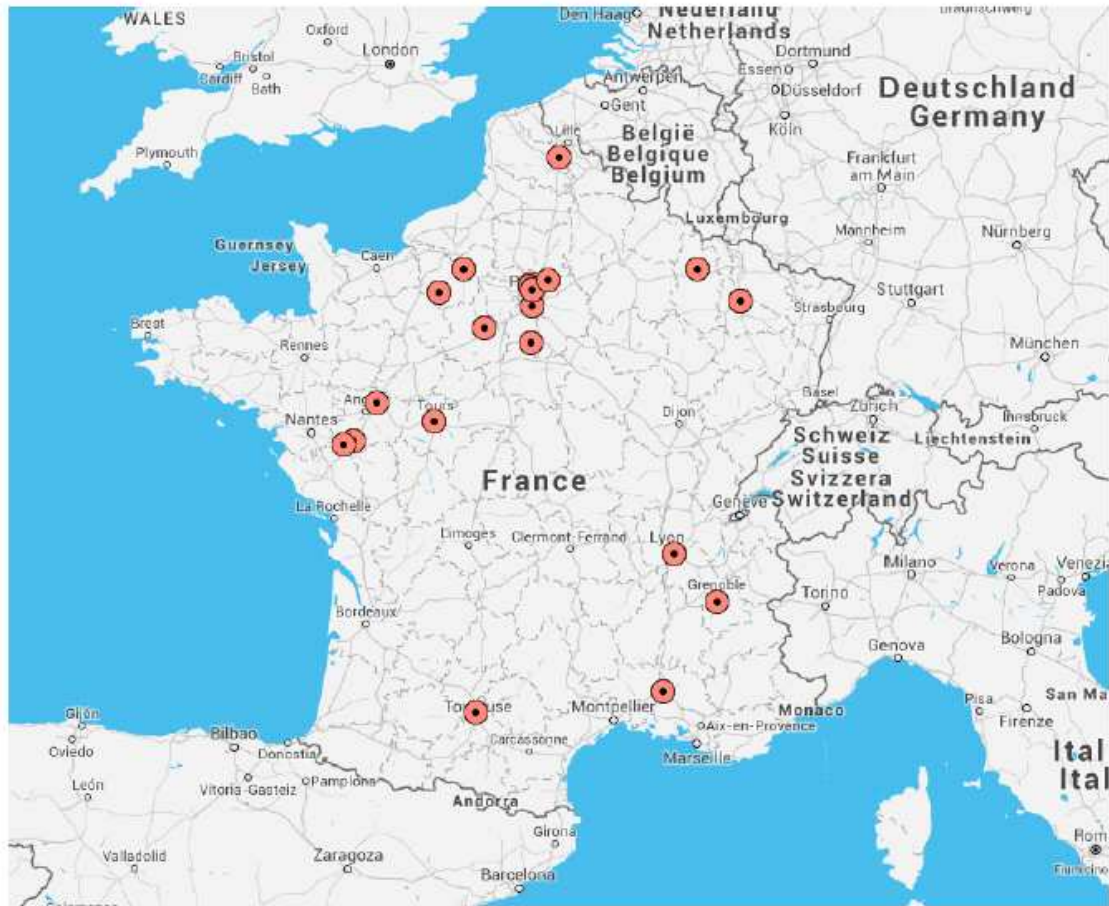 WALES
Oxford
London
Bristol
Cardiff
Bath
Plymouth
Den Haag
Nederland
Netherlands
Braunschweig
Dortmund
Essen
Düsseldorf
Antwerpen
Gent
Köln
Deutschland
Germany
België
Belgique
Belgium
Lille
Frankfurt
am Main
Luxembourg
Mannheim
Nürnberg
Guernsey
Jersey
Caen
Stuttgart
Strasbourg
Brest
Rennes
München
Nantes
Tours
Dijon
Basel
Zürich
Innsbruck
Liechtenstein
Schweiz
Suisse
Svizzera
Switzerland
France
Genève
La Rochelle
Limoges
Clermont-Ferrand
Lyon
Milano
Verona
Venezia
Padova
Grenoble
Torino
Bordeaux
Genova
Bologna
Monaco
Pisa
San Ma
Firenze
Montpellier
Aix-en-Provence
Marseille
Carcassonne
Gijón
Oviedo
Bilbao
Donostia
León
Vitoria-Gasteiz
Pamplona
Andorra
Ital
Ital
Girona
Rom
Fiumicino
Valladolid
Zaragoza
Barcelona